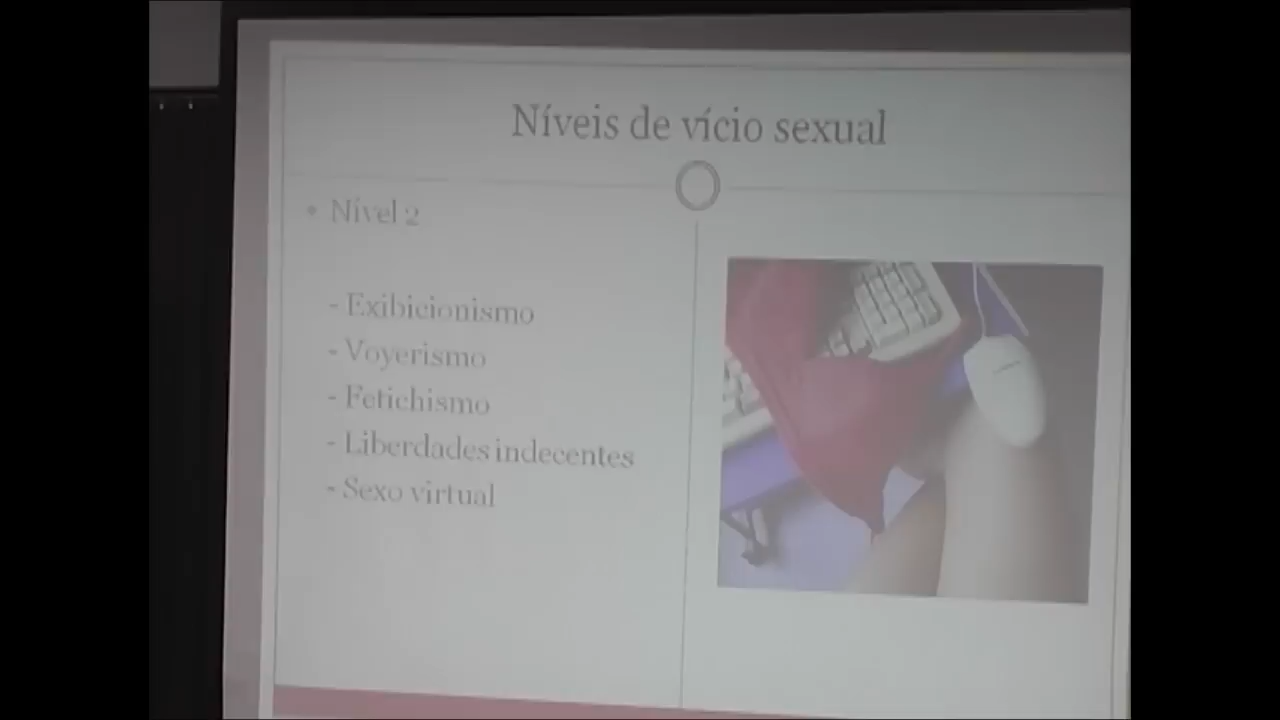 Níveis de vício sexual
• Nível 2
- Exibicionismo
- Voyerismo
- Fetichismo
- Liberdades indecentes
- Sexo virtual